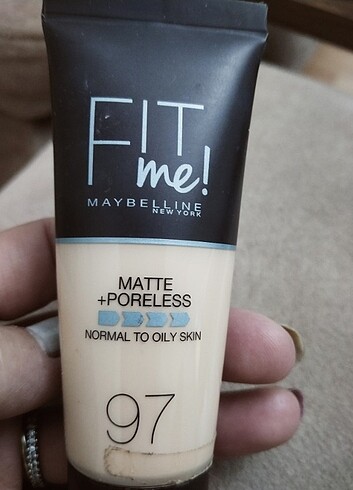 FIT
me!
MAYBELLINE
NEW YORK
MATTE
+PORELESS
NORMAL TO OILY SKIN
97